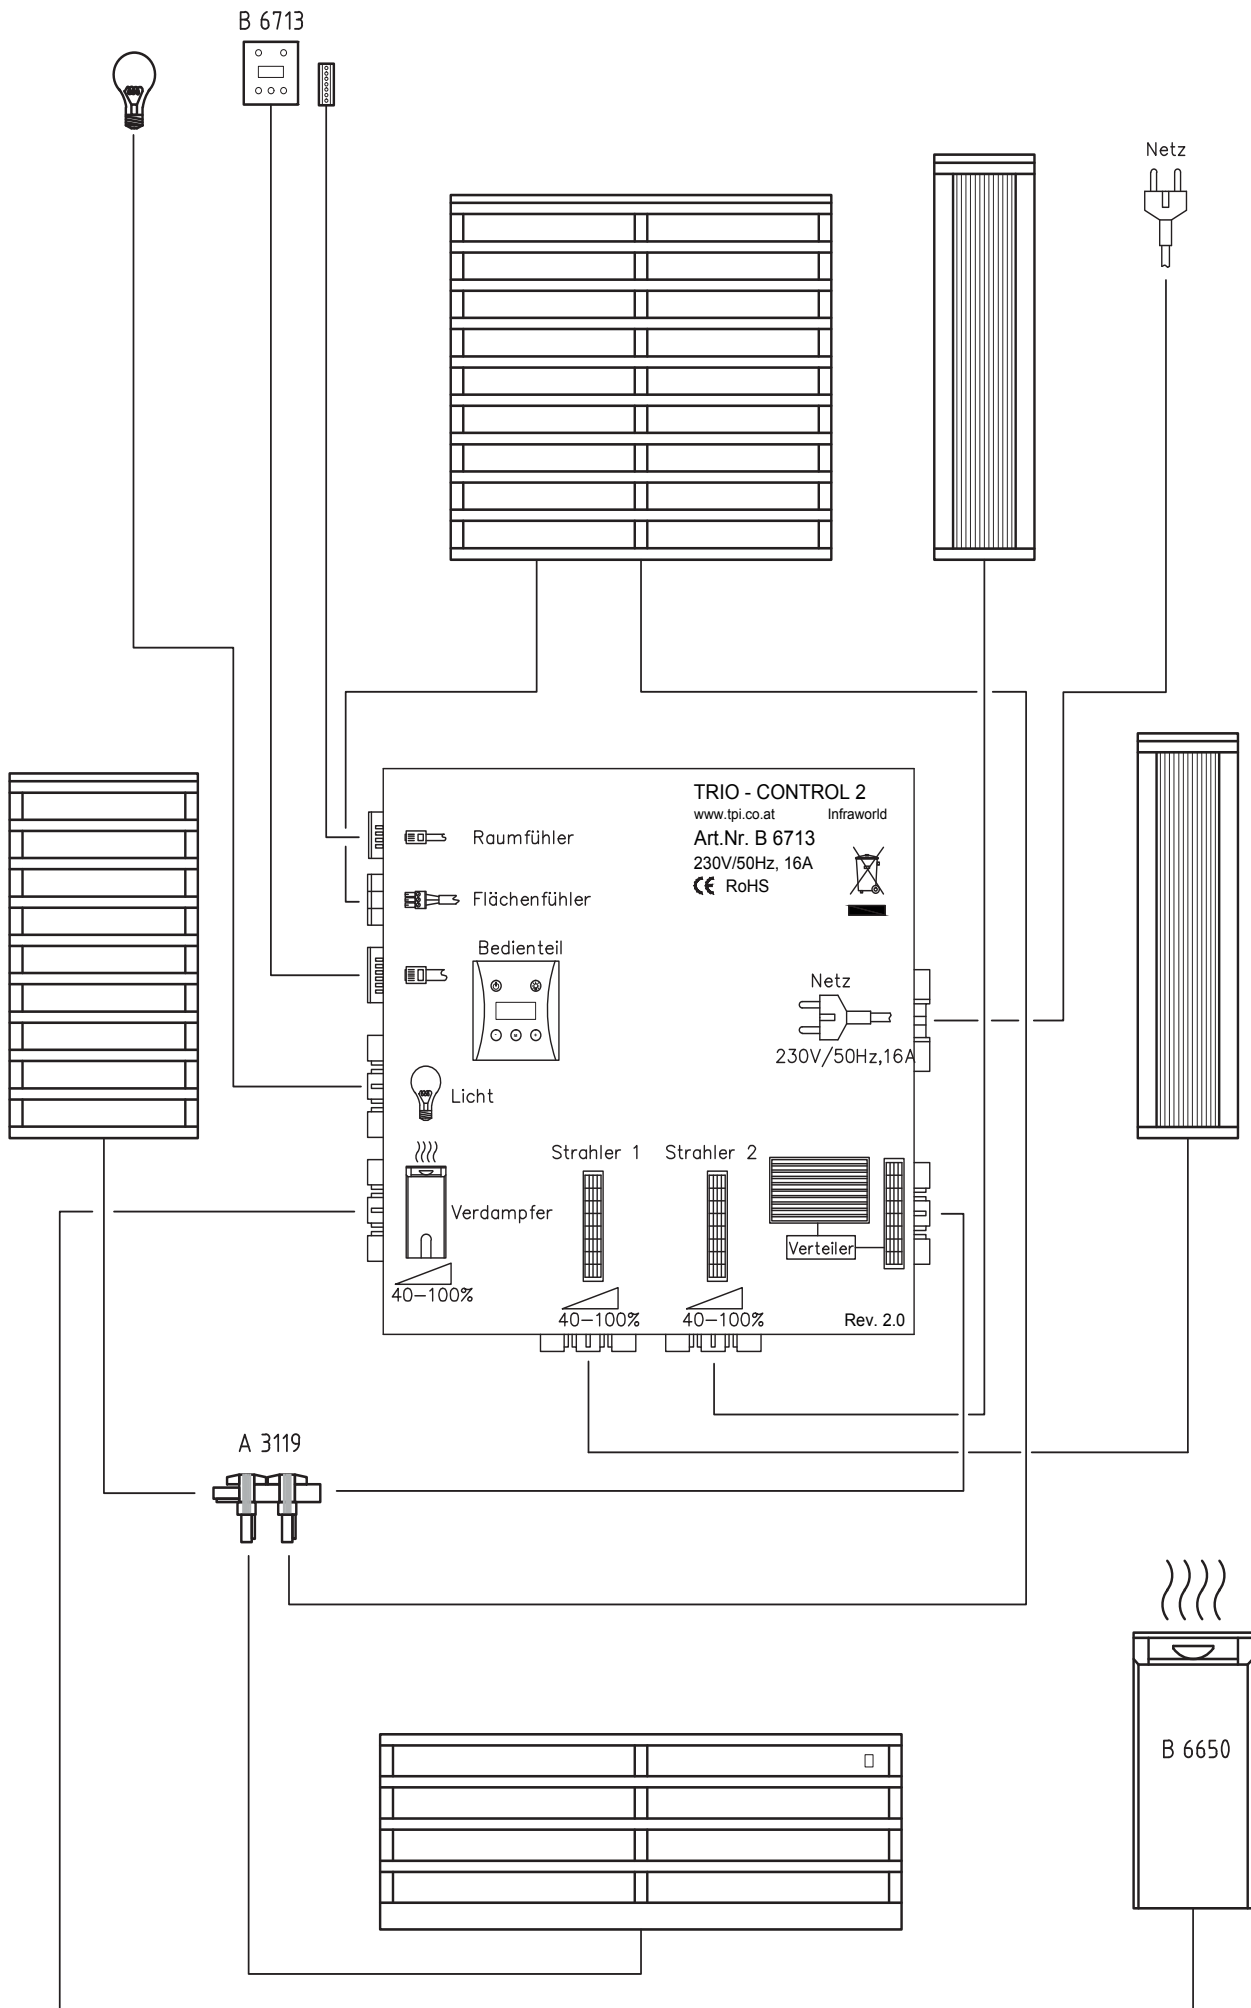 B 6713
Netz
TRIO - CONTROL 2
www.tpi.co.at Infraworld
Art.Nr. B 6713
230V/50Hz, 16A
CE RoHS
Raumfühler
Flächenfühler
Bedienteil
Netz
230V/50Hz,16A
Licht
Strahler 1 Strahler 2
Verdampfer
Verteiler
40-100%
40-100% 40-100%
Rev. 2.0
A 3119
B 6650